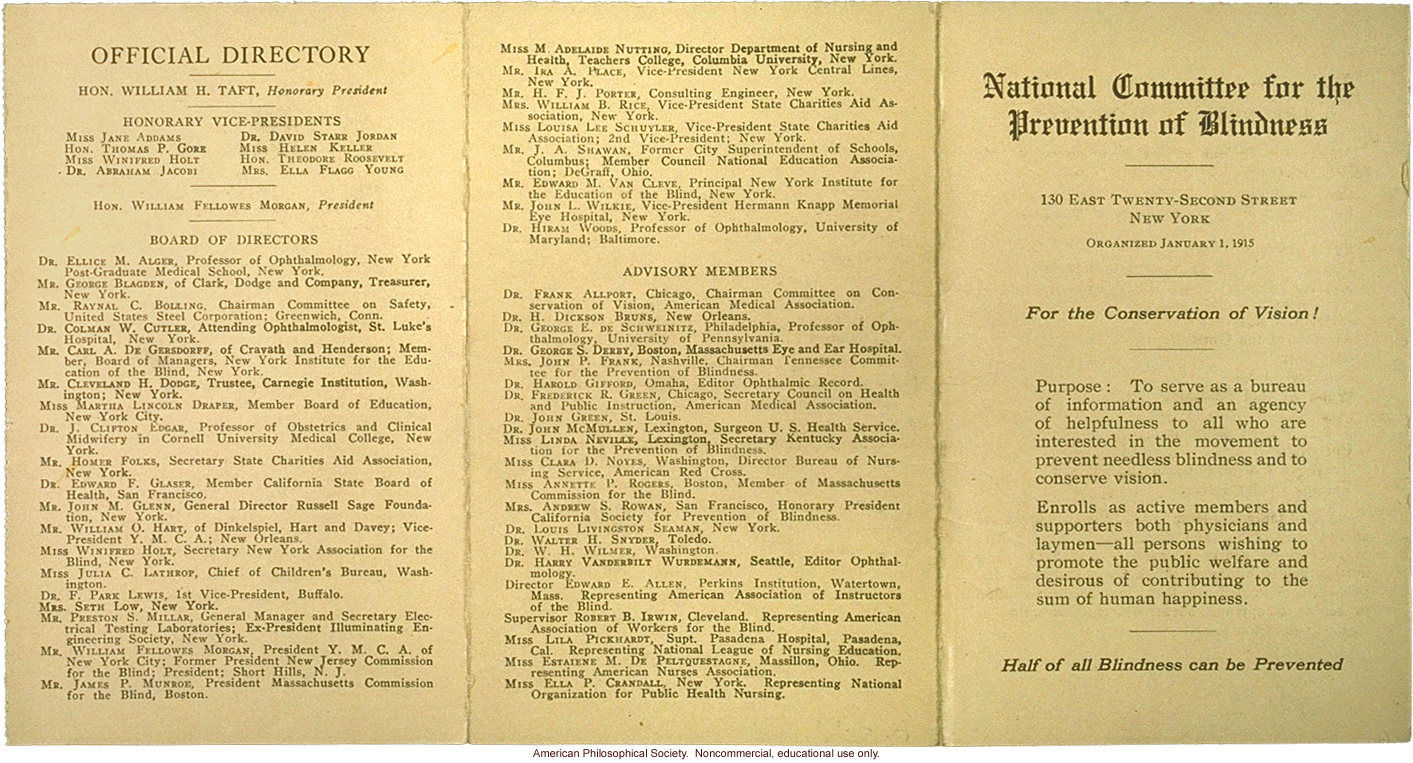 OFFICIAL DIRECTORY
HON. WILLIAM H. TAFT, Honorary President
HONORARY VICE-PRESIDENTS
MISS JANE ADDAMS
HON. THOMAS P. GORE
MISS WINIFRED HOLT
DR. ABRAHAM JACOBI
DR. DAVID STARR JORDAN
MISS HELEN KELLER
HON. THEODORE ROOSEVELT
MRS. ELLA FLAGG YOUNG
HON. WILLIAM FELLOWES MORGAN, President
BOARD OF DIRECTORS
DR. ELLICE M. ALGER, Professor of Ophthalmology, New York
Post-Graduate Medical School, New York.
MR. GEORGE BLAGDEN, of Clark, Dodge and Company, Treasurer,
New York.
MR. RAYNAL C. BOLLING, Chairman Committee on Safety,
United States Steel Corporation; Greenwich, Conn.
DR. COLMAN W. CUTLER, Attending Ophthalmologist, St. Luke's
Hospital, New York.
MR. CARL A. DE GERSDORFF, of Cravath and Henderson; Mem-
ber, Board of Managers, New York Institute for the Edu-
cation of the Blind, New York.
MR. CLEVELAND H. DODGE, Trustee, Carnegie Institution, Wash-
ington; New York.
MISS MARTHA LINCOLN DRAPER, Member Board of Education,
New York City.
DR. J. CLIFTON EDGAR, Professor of Obstetrics and Clinical
Midwifery in Cornell University Medical College, New
York.
MR. HOMER FOLKS, Secretary State Charities Aid Association,
New York.
DR. EDWARD F. GLASER, Member California State Board of
Health, San Francisco.
MR. JOHN M. GLENN, General Director Russell Sage Founda-
tion, New York.
MR. WILLIAM O. HART, of Dinkelspiel, Hart and Davey; Vice-
President Y. M. C. A.; New Orleans.
MISS WINIFRED HOLT, Secretary New York Association for the
Blind, New York.
MISS JULIA C. LATHROP, Chief of Children's Bureau, Wash-
ington.
DR. F. PARK LEWIS, 1st Vice-President, Buffalo.
MRS. SETH LOW, New York.
MR. PRESTON S. MILLAR, General Manager and Secretary Elec-
trical Testing Laboratories; Ex-President Illuminating En-
gineering Society, New York.
MR. WILLIAM FELLOWES MORGAN, President Y. M. C. A. of
New York City; Former President New Jersey Commission
for the Blind; President; Short Hills, N. J.
MR. JAMES P. MUNROE, President Massachusetts Commission
for the Blind, Boston.
MISS M. ADELAIDE NUTTING, Director Department of Nursing and
Health, Teachers College, Columbia University, New York.
MR. IRA A. PLACE, Vice-President New York Central Lines,
New York.
MR. H. F. J. PORTER, Consulting Engineer, New York.
MRS. WILLIAM B. RICE, Vice-President State Charities Aid As-
sociation, New York.
MISS LOUISA LEE SCHUYLER, Vice-President State Charities Aid
Association; 2nd Vice-President; New York.
MR. J. A. SHAWAN, Former City Superintendent of Schools,
Columbus; Member Council National Education Associa-
tion; DeGraff, Ohio.
MR. EDWARD M. VAN CLEVE, Principal New York Institute for
the Education of the Blind, New York.
MR. JOHN L. WILKIE, Vice-President Hermann Knapp Memorial
Eye Hospital, New York.
DR. HIRAM WOODS, Professor of Ophthalmology, University of
Maryland; Baltimore.
ADVISORY MEMBERS
DR. FRANK ALLPORT, Chicago, Chairman Committee on Con-
servation of Vision, American Medical Association.
DR. H. DICKSON BRUNS, New Orleans.
DR. GEORGE E. DE SCHWEINITZ, Philadelphia, Professor of Oph-
thalmology, University of Pennsylvania.
DR. GEORGE S. DERBY, Boston, Massachusetts Eye and Ear Hospital.
MRS. JOHN P. FRANK, Nashville, Chairman Tennessee Commit-
tee for the Prevention of Blindness.
DR. HAROLD GIFFORD, Omaha, Editor Ophthalmic Record.
DR. FREDERICK R. GREEN, Chicago, Secretary Council on Health
and Public Instruction, American Medical Association.
DR. JOHN GREEN, St. Louis.
DR. JOHN MCMULLEN, Lexington, Surgeon U. S. Health Service.
MISS LINDA NEVILLE, Lexington, Secretary Kentucky Associa-
tion for the Prevention of Blindness.
MISS CLARA D. NOYES, Washington, Director Bureau of Nurs-
ing Service, American Red Cross.
MISS ANNETTE P. ROGERS, Boston, Member of Massachusetts
Commission for the Blind.
MRS. ANDREW S. ROWAN, San Francisco, Honorary President
California Society for Prevention of Blindness.
DR. LOUIS LIVINGSTON SEAMAN, New York.
DR. WALTER H. SNYDER, Toledo.
DR. W. H. WILMER, Washington.
DR. HARRY VANDERBILT WURDEMANN, Seattle, Editor Ophthal-
mology.
Director EDWARD E. ALLEN, Perkins Institution, Watertown,
Mass. Representing American Association of Instructors
of the Blind.
Supervisor ROBERT B. IRWIN, Cleveland. Representing American
Association of Workers for the Blind.
MISS LILA PICKHARDT, Supt. Pasadena Hospital, Pasadena,
Cal. Representing National League of Nursing Education.
MISS ESTAIENE M. DE PELTQUESTAGNE, Massillon, Ohio. Rep-
resenting American Nurses Association.
MISS ELLA P. CRANDALL, New York. Representing National
Organization for Public Health Nursing.
National Committee for the
Prevention of Blindness
130 EAST TWENTY-SECOND STREET
NEW YORK
ORGANIZED JANUARY 1, 1915
For the Conservation of Vision!
Purpose: To serve as a bureau
of information and an agency
of helpfulness to all who are
interested in the movement to
prevent needless blindness and to
conserve vision.
Enrolls as active members and
supporters both physicians and
laymen—all persons wishing to
promote the public welfare and
desirous of contributing to the
sum of human happiness.
Half of all Blindness can be Prevented
American Philosophical Society. Noncommercial, educational use only.